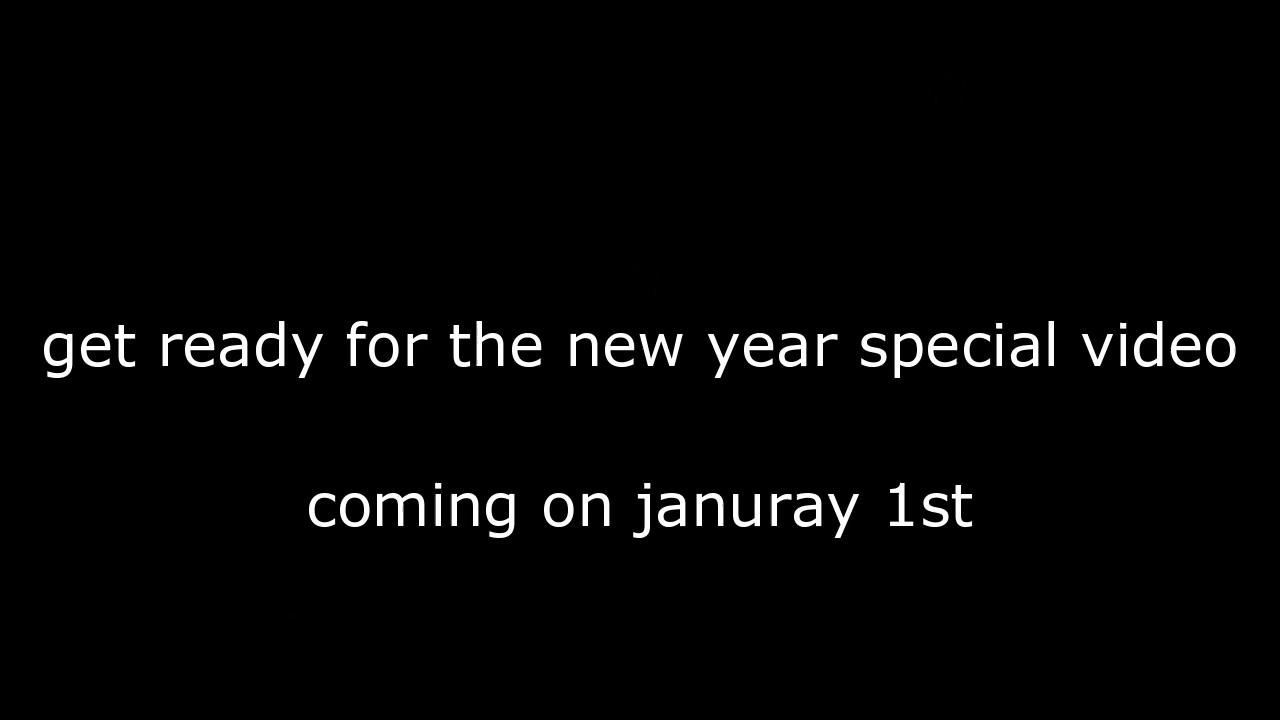 get ready for the new year special video
coming on januray 1st